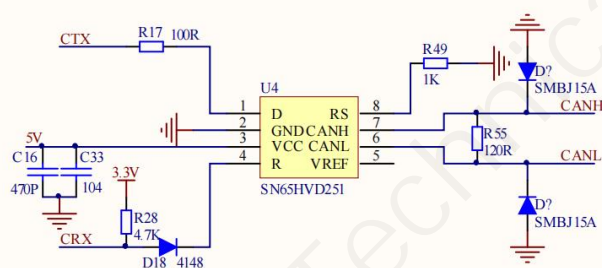 CTX
R17
100R
U4
1
D
2
GND
3
VCC
4
R
RS
8
CANH
7
CANL
6
VREF
5
SN65HVD251
R49
1K
D?
SMBJ15A
CANH
R55
120R
CANL
D?
SMBJ15A
5V
C16
470P
C33
104
3.3V
R28
4.7K
CRX
D18
4148
Technica